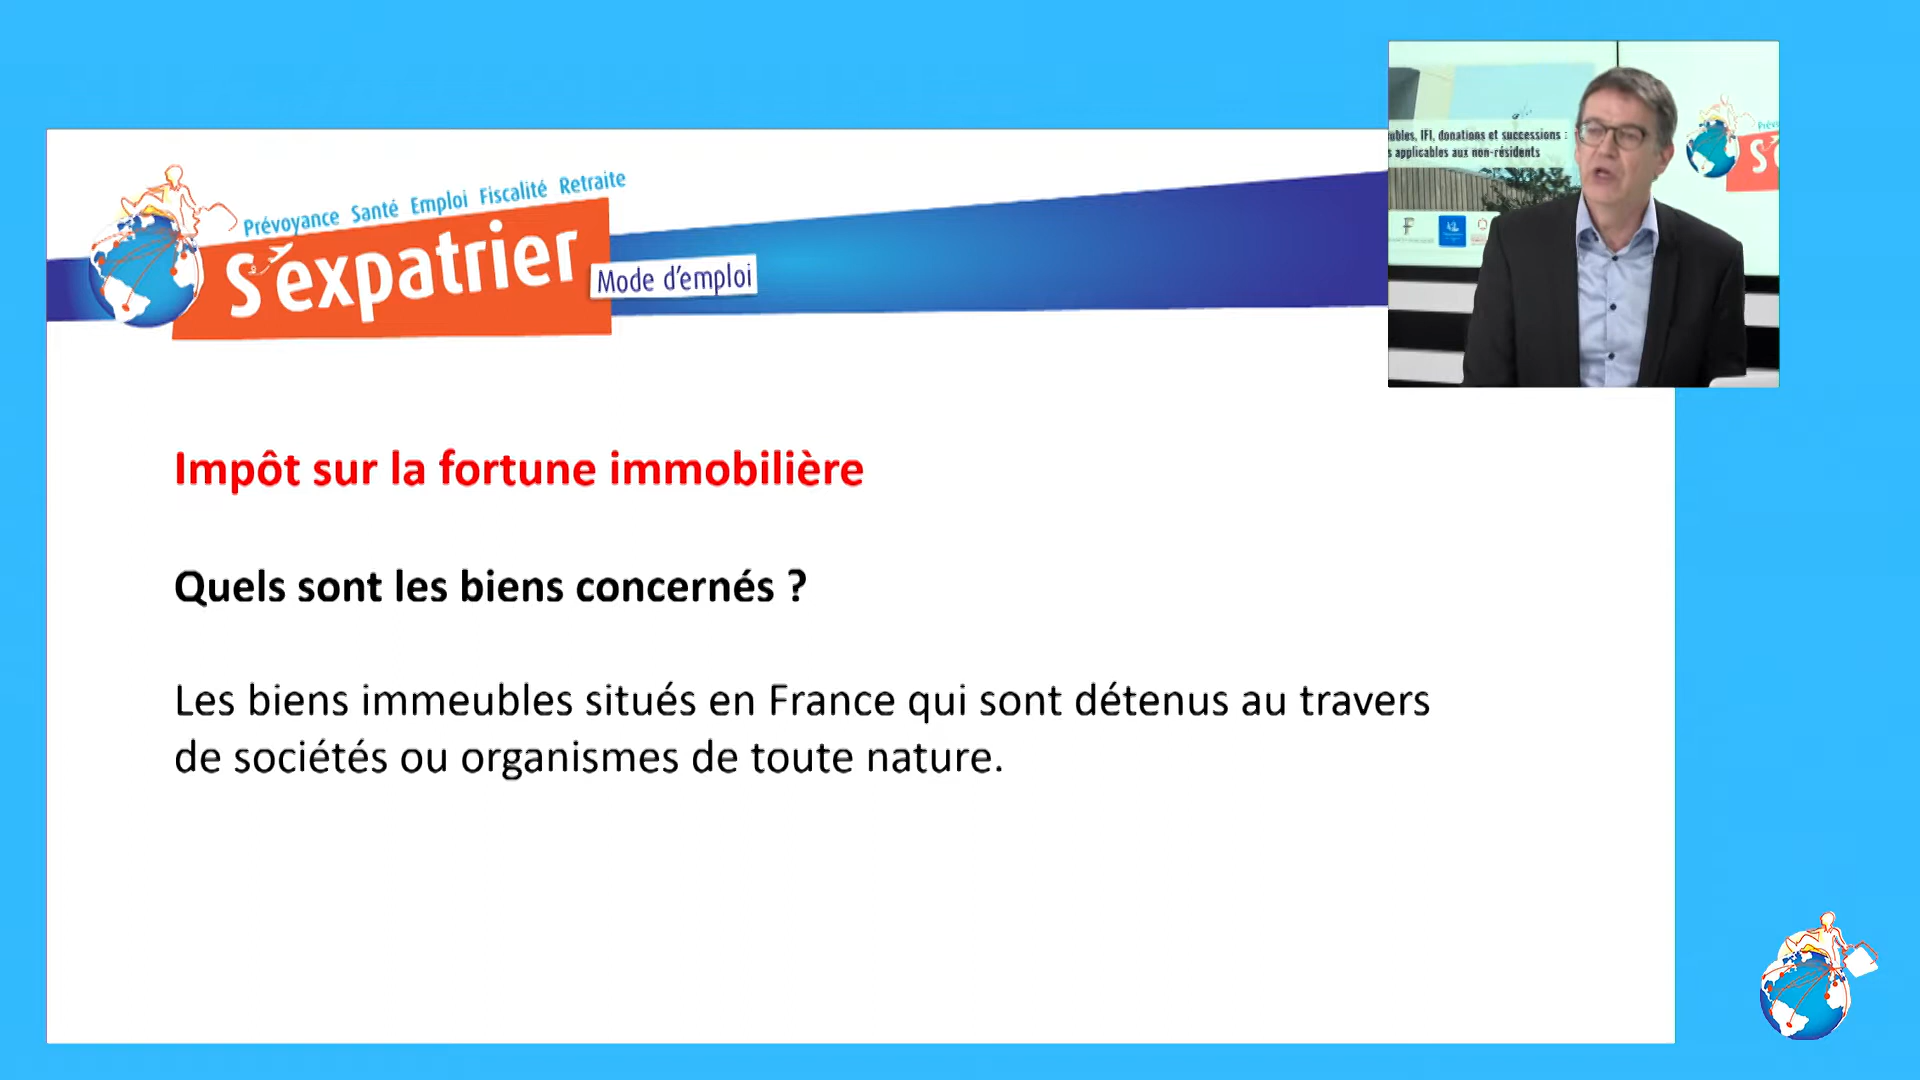 Prévoyance Santé Emploi Fiscalité Retraite
S'expatrier
Mode d'emploi
IFI, donations et successions :
applicables aux non-résidents
Impôt sur la fortune immobilière
Quels sont les biens concernés ?
Les biens immeubles situés en France qui sont détenus au travers
de sociétés ou organismes de toute nature.